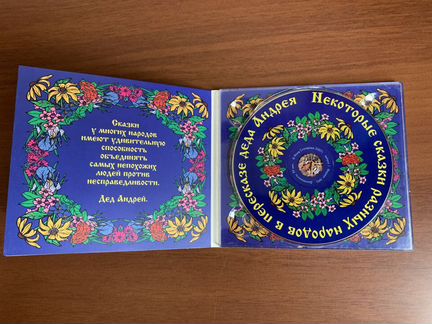 Сказки
у многих народов
имеют удивительную
способность
объединять
самых непохожих
людей против
несправедливости.
Дед Андрей.
Некоторые сказки разных народов в пересказе деда Андрея